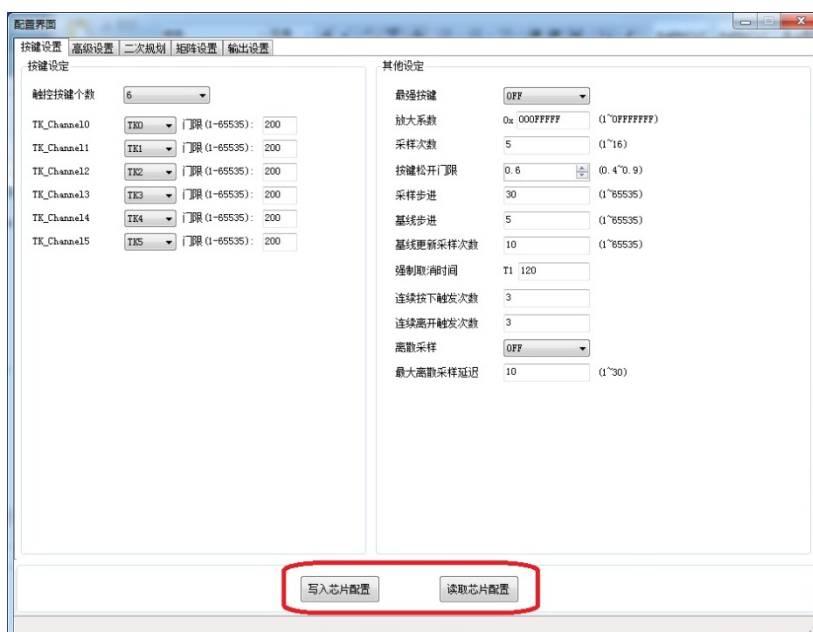 配置界面
按键设置 高级设置 二次规划 矩阵设置 输出设置
按键设定
触控按键个数 6
TK_Channel0 TK0 门限(1-65535): 200
TK_Channel1 TK1 门限(1-65535): 200
TK_Channel2 TK2 门限(1-65535): 200
TK_Channel3 TK3 门限(1-65535): 200
TK_Channel4 TK4 门限(1-65535): 200
TK_Channel5 TK5 门限(1-65535): 200
其他设定
最强按键 OFF
放大系数 0x 000FFFFF (1~0FFFFFFF)
采样次数 5 (1~16)
按键松开门限 0.6 (0.4~0.9)
采样步进 30 (1~65535)
基线步进 5 (1~65535)
基线更新采样次数 10 (1~65535)
强制取消时间 T1 120
连续按下触发次数 3
连续离开触发次数 3
离散采样 OFF
最大离散采样延迟 10 (1~30)
写入芯片配置 读取芯片配置